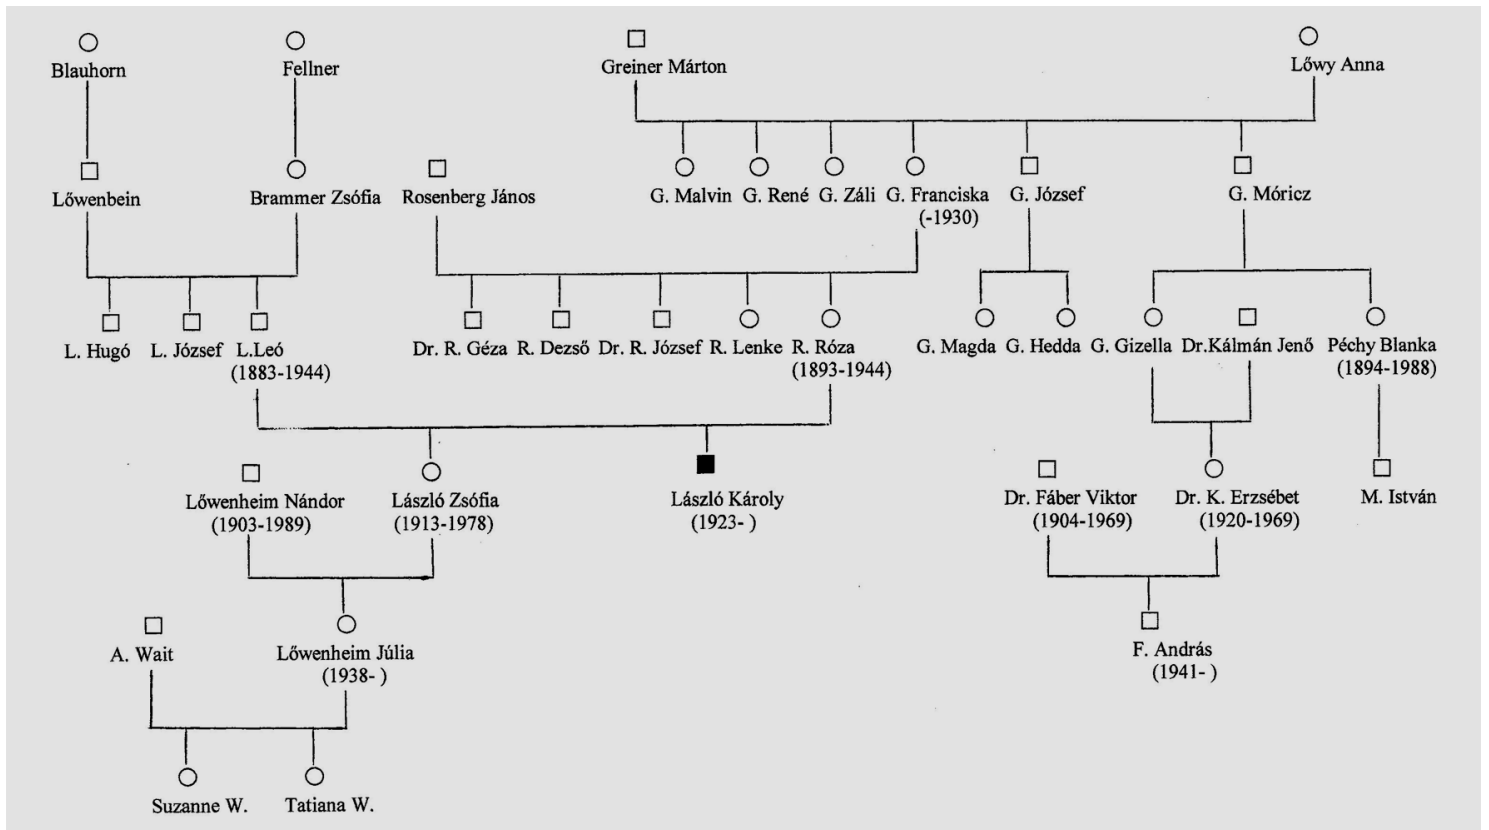 Blauhorn
Fellner
Greiner Márton
Lőwy Anna
Lőwenbein
Brammer Zsófia
Rosenberg János
G. Malvin
G. René
G. Záli
G. Franciska
(-1930)
G. József
G. Móricz
L. Hugó
L. József
L.Leó
(1883-1944)
Dr. R. Géza
R. Dezső
Dr. R. József
R. Lenke
R. Róza
(1893-1944)
G. Magda
G. Hedda
G. Gizella
Dr.Kálmán Jenő
Péchy Blanka
(1894-1988)
Lőwenheim Nándor
(1903-1989)
László Zsófia
(1913-1978)
László Károly
(1923- )
Dr. Fáber Viktor
(1904-1969)
Dr. K. Erzsébet
(1920-1969)
M. István
A. Wait
Lőwenheim Júlia
(1938- )
F. András
(1941- )
Suzanne W.
Tatiana W.